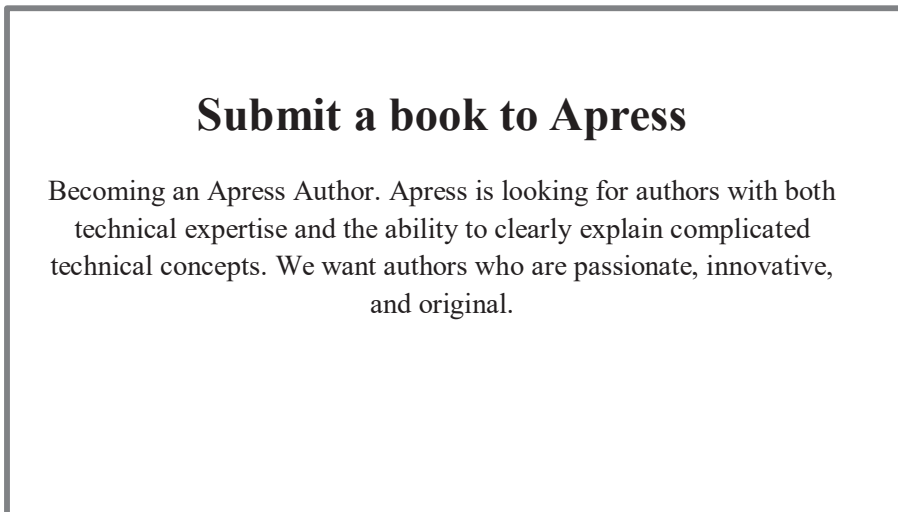 Submit a book to Apress
Becoming an Apress Author. Apress is looking for authors with both
technical expertise and the ability to clearly explain complicated
technical concepts. We want authors who are passionate, innovative,
and original.